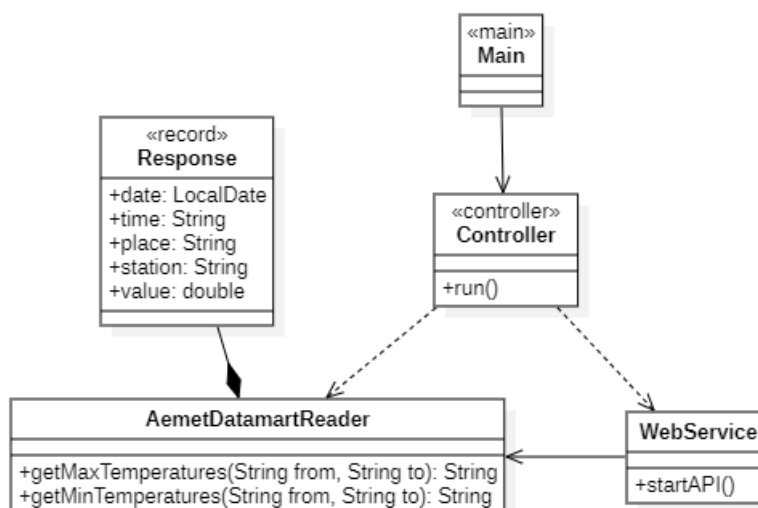 «main»
Main
«record»
Response
+date: LocalDate
+time: String
+place: String
+station: String
+value: double
«controller»
Controller
+run()
AemetDatamartReader
+getMaxTemperatures(String from, String to): String
+getMinTemperatures(String from, String to): String
WebService
+startAPI()